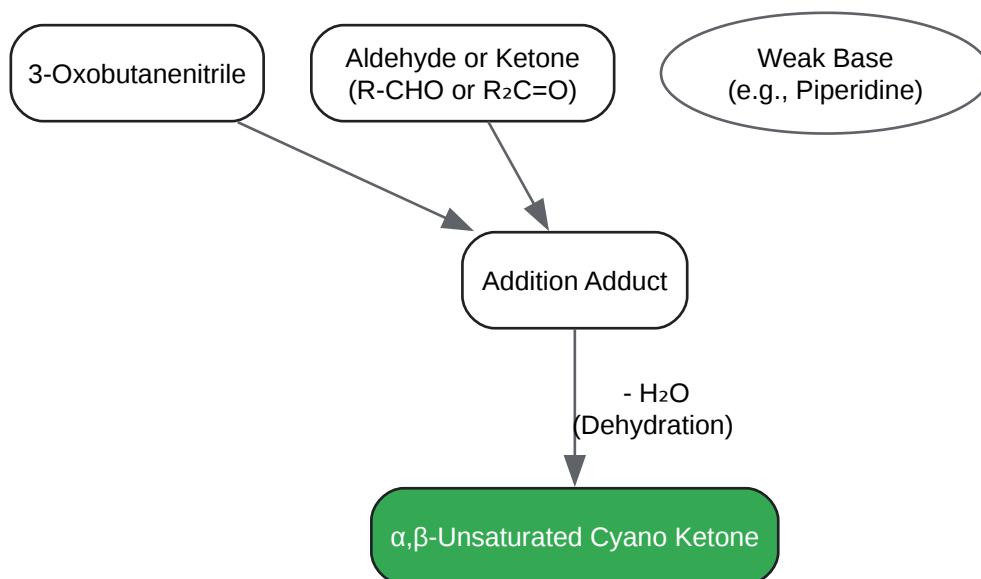 3-Oxobutanenitrile
Aldehyde or Ketone
(R-CHO or R₂C=O)
Weak Base
(e.g., Piperidine)
Addition Adduct
- H₂O
(Dehydration)
α,β-Unsaturated Cyano Ketone